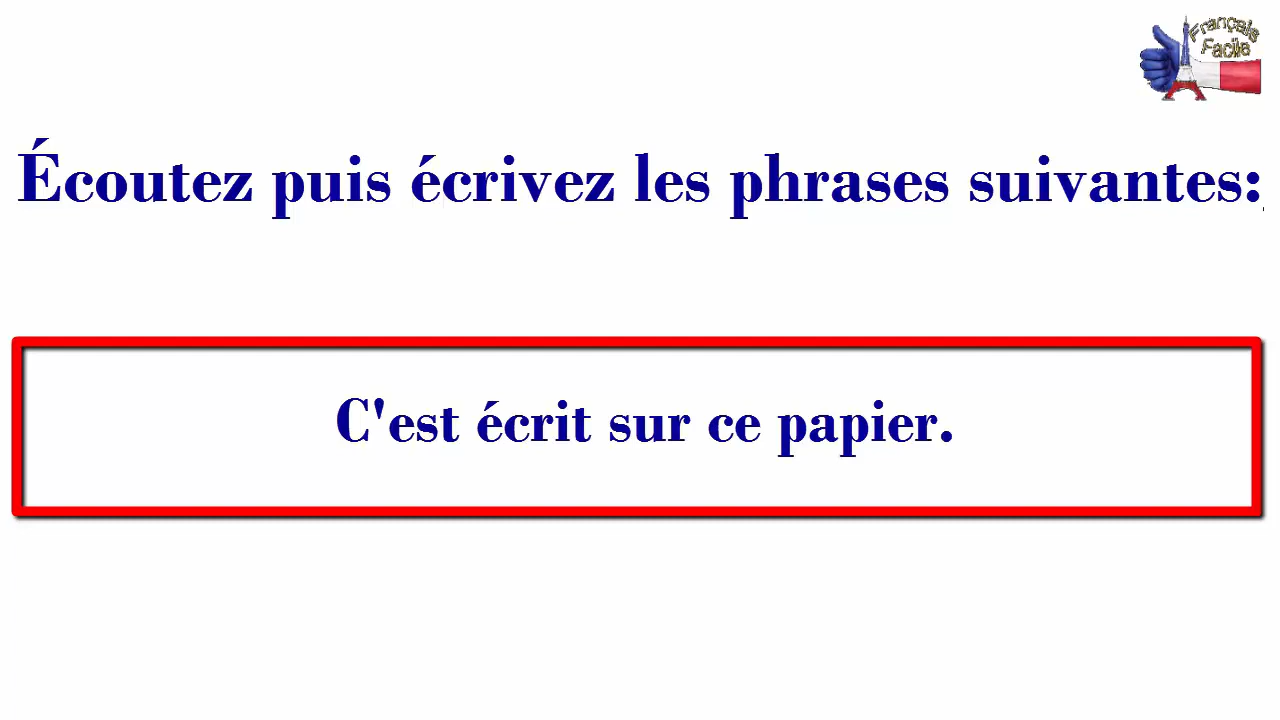 Français
Facile
Écoutez puis écrivez les phrases suivantes:
C'est écrit sur ce papier.